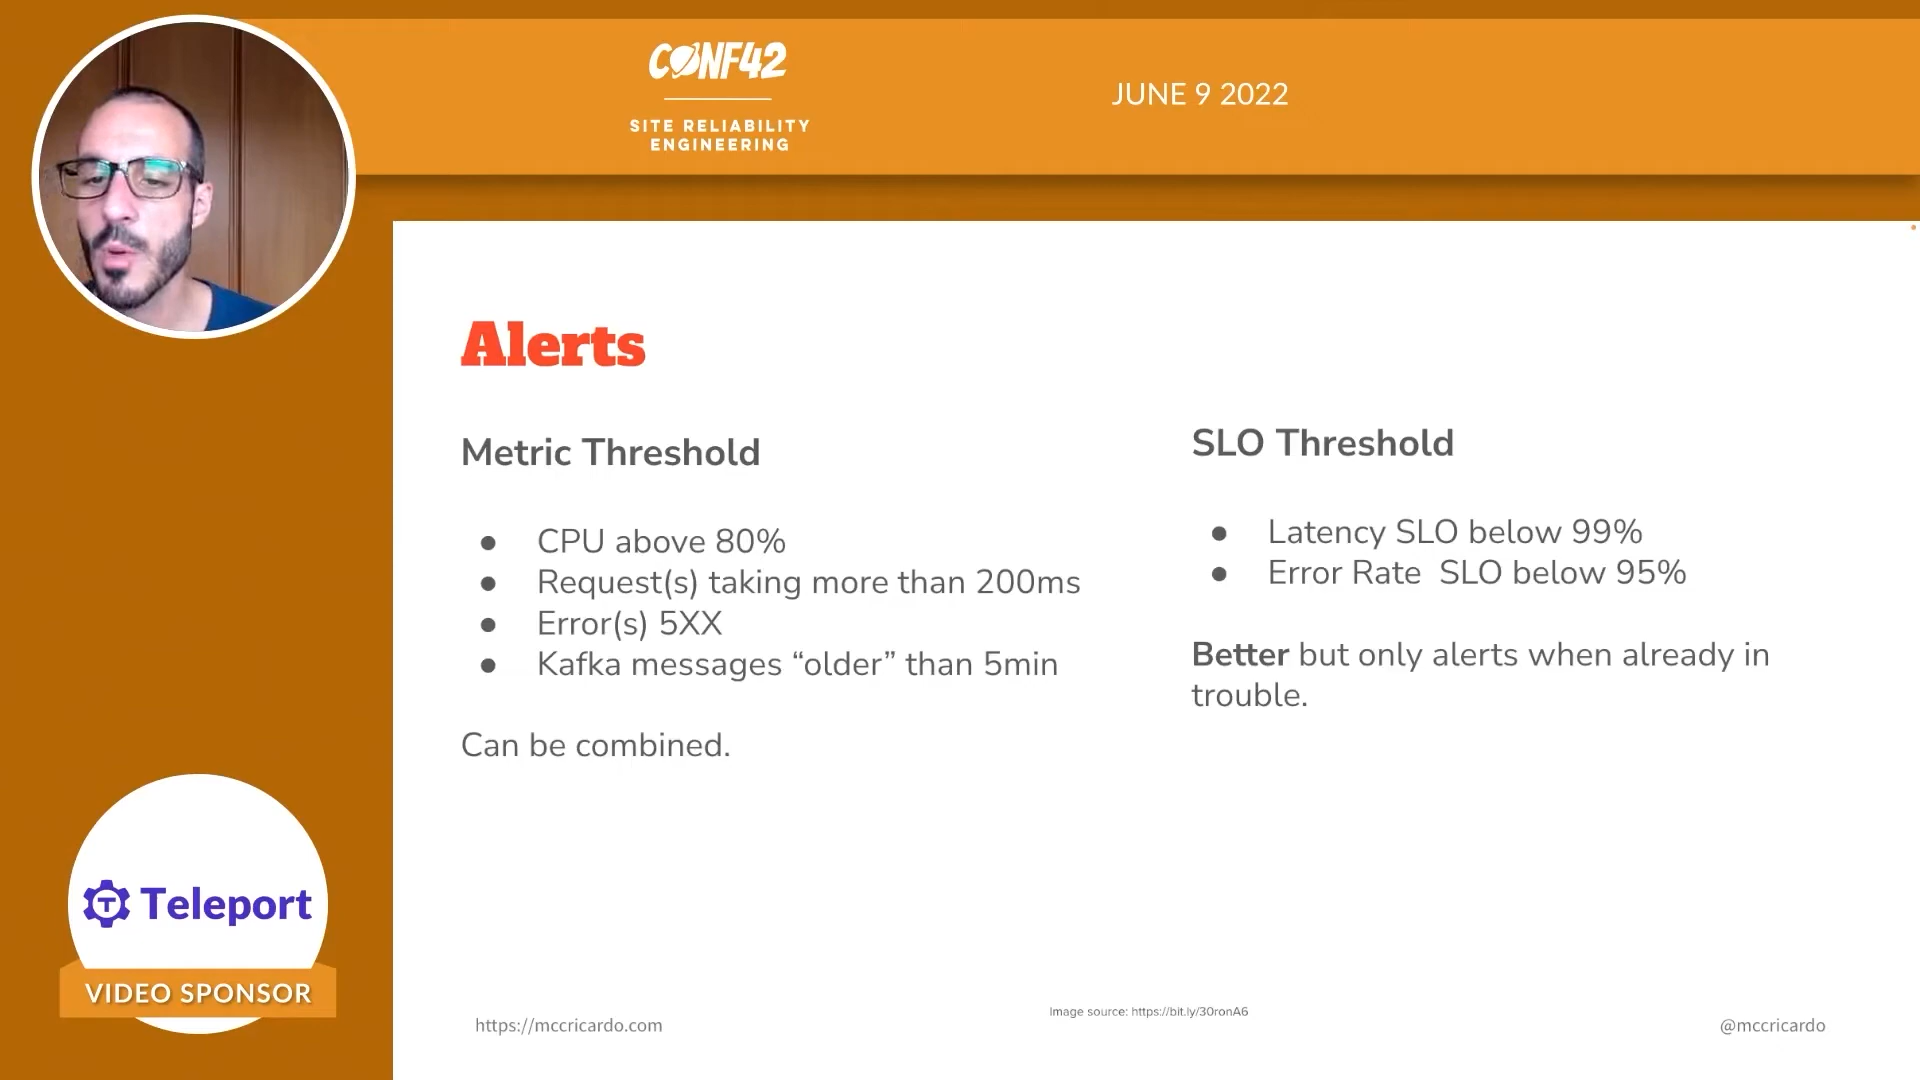 CONF42
SITE RELIABILITY
ENGINEERING
JUNE 9 2022
Alerts
Metric Threshold
● CPU above 80%
● Request(s) taking more than 200ms
● Error(s) 5XX
● Kafka messages “older” than 5min
Can be combined.
SLO Threshold
● Latency SLO below 99%
● Error Rate  SLO below 95%
Better but only alerts when already in
trouble.
T Teleport
VIDEO SPONSOR
https://mccricardo.com
Image source: https://bit.ly/30ronA6
@mccricardo